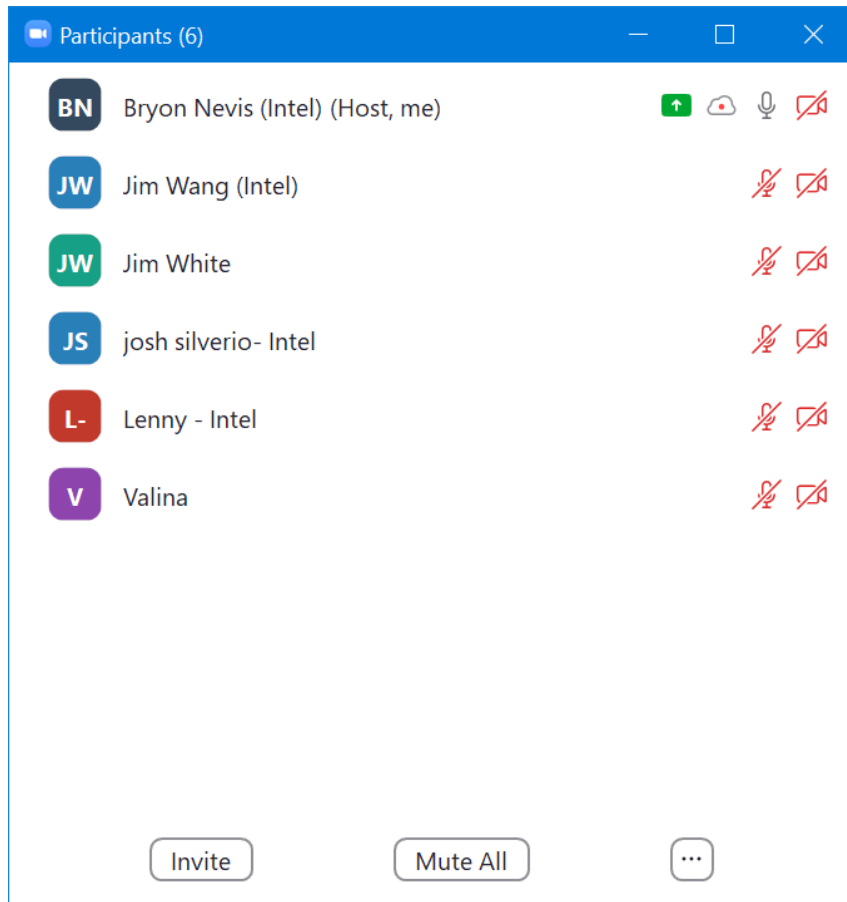 Participants (6)
BN Bryon Nevis (Intel) (Host, me)
JW Jim Wang (Intel)
JW Jim White
JS josh silverio- Intel
L- Lenny - Intel
V Valina
Invite Mute All ...